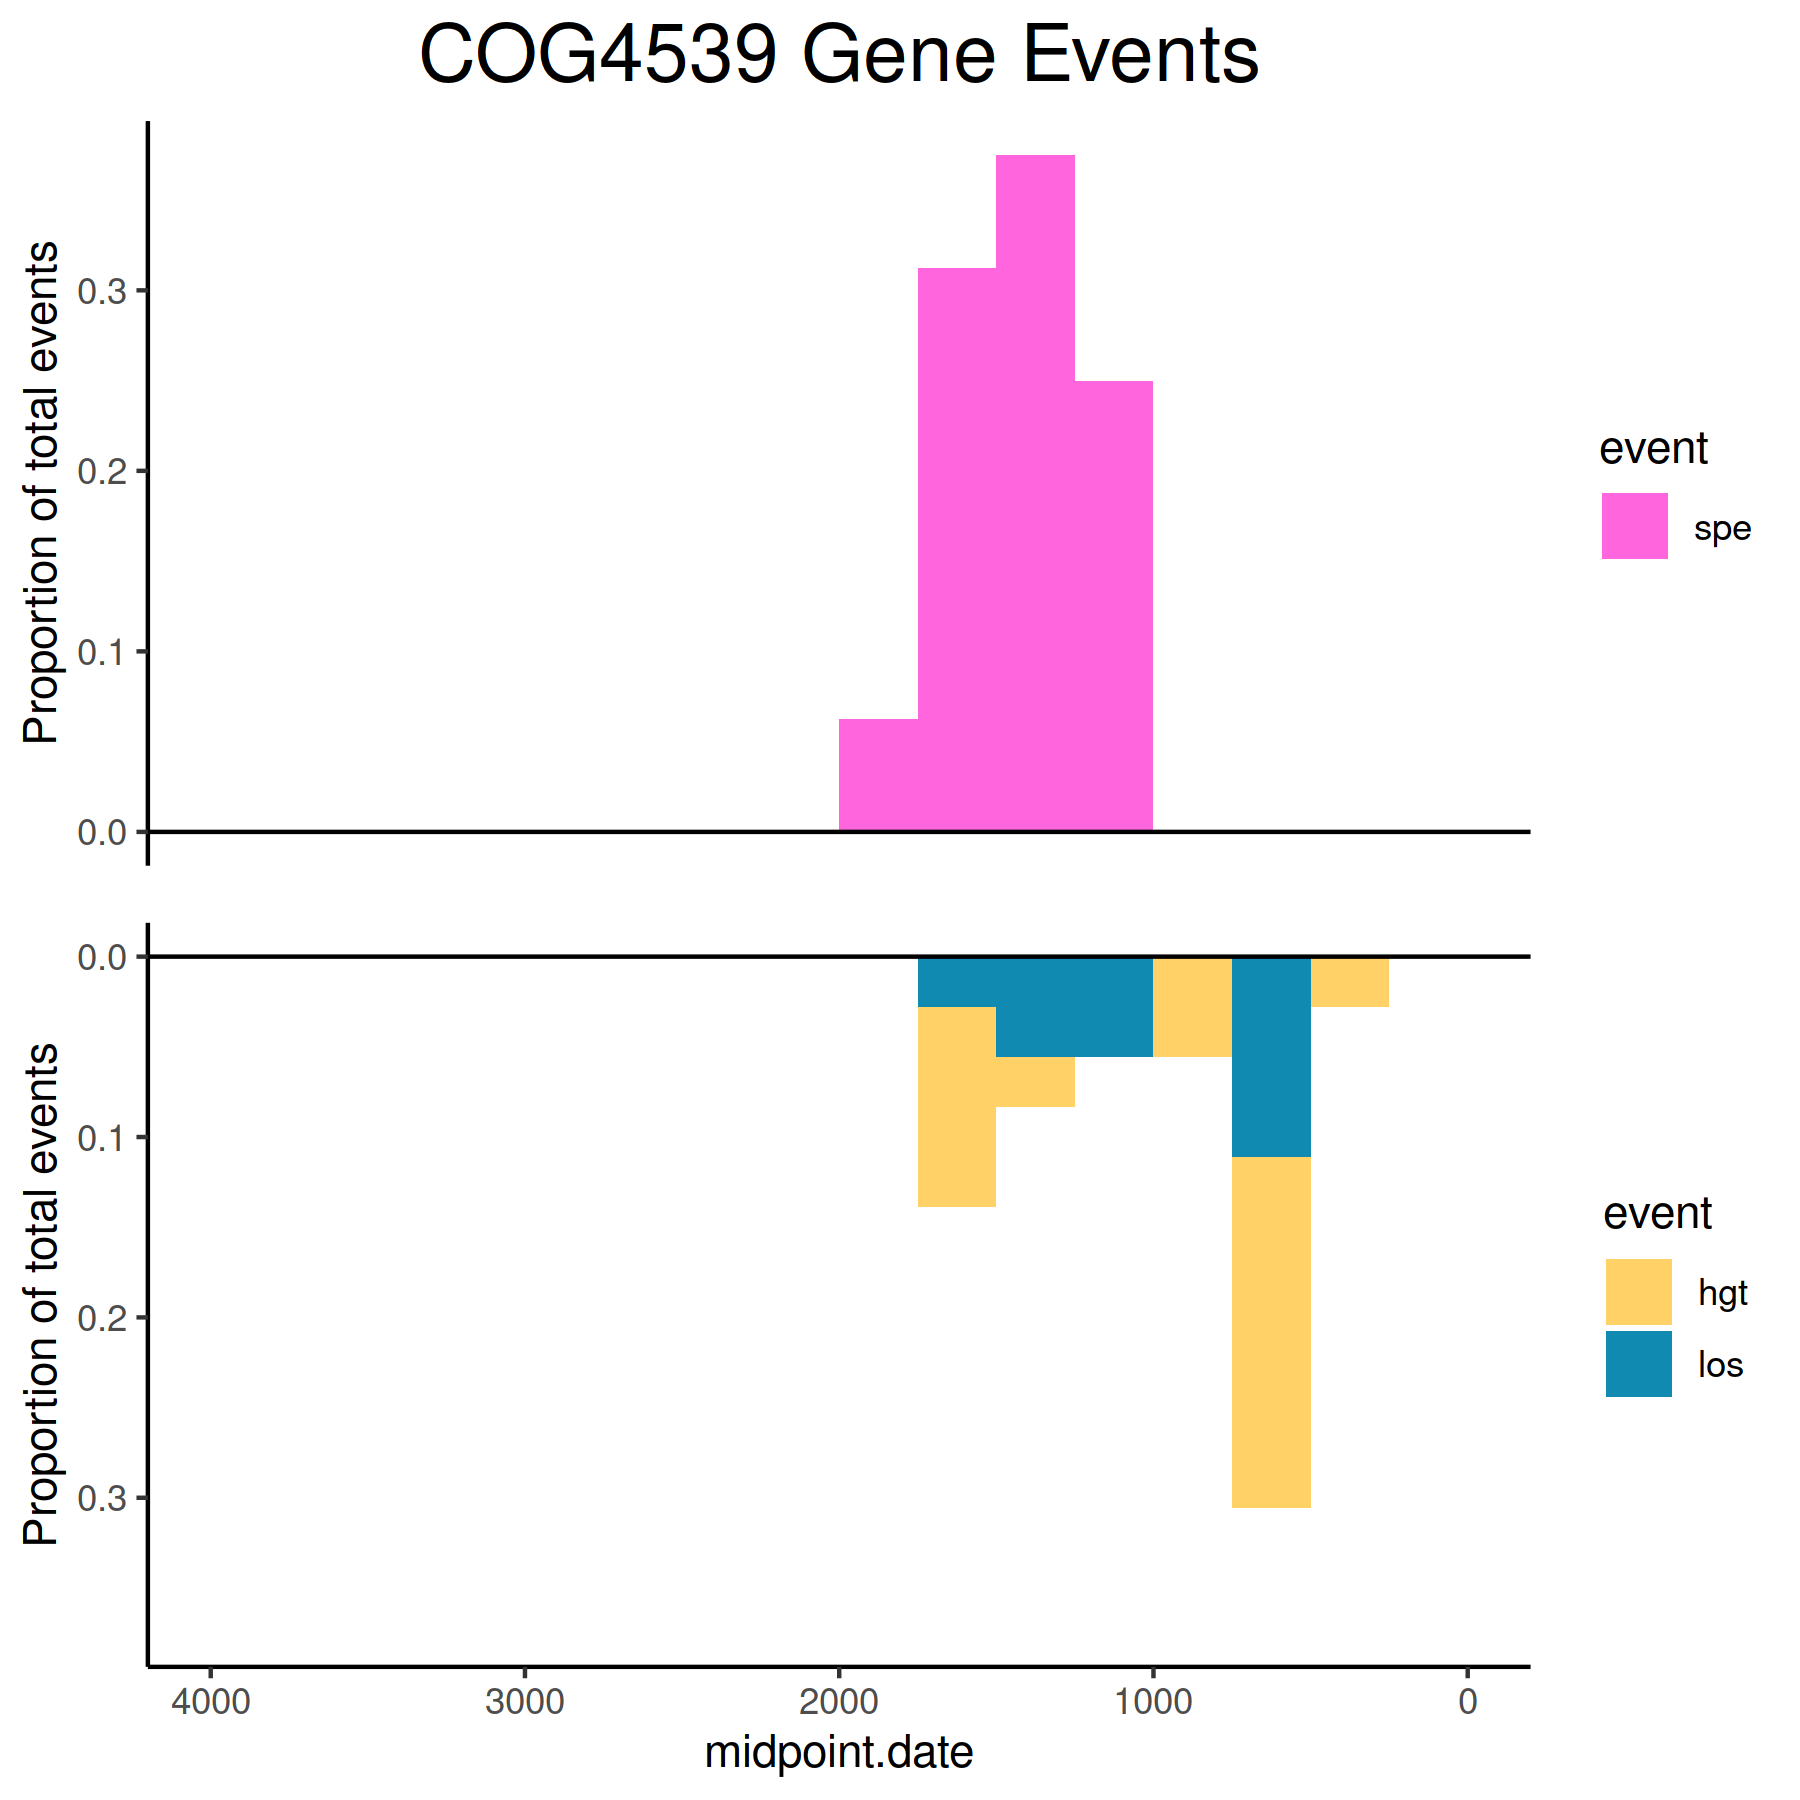 COG4539 Gene Events
Proportion of total events
0.3
0.2
0.1
0.0
event
spe
Proportion of total events
0.0
0.1
0.2
0.3
event
hgt
los
4000 3000 2000 1000 0
midpoint.date